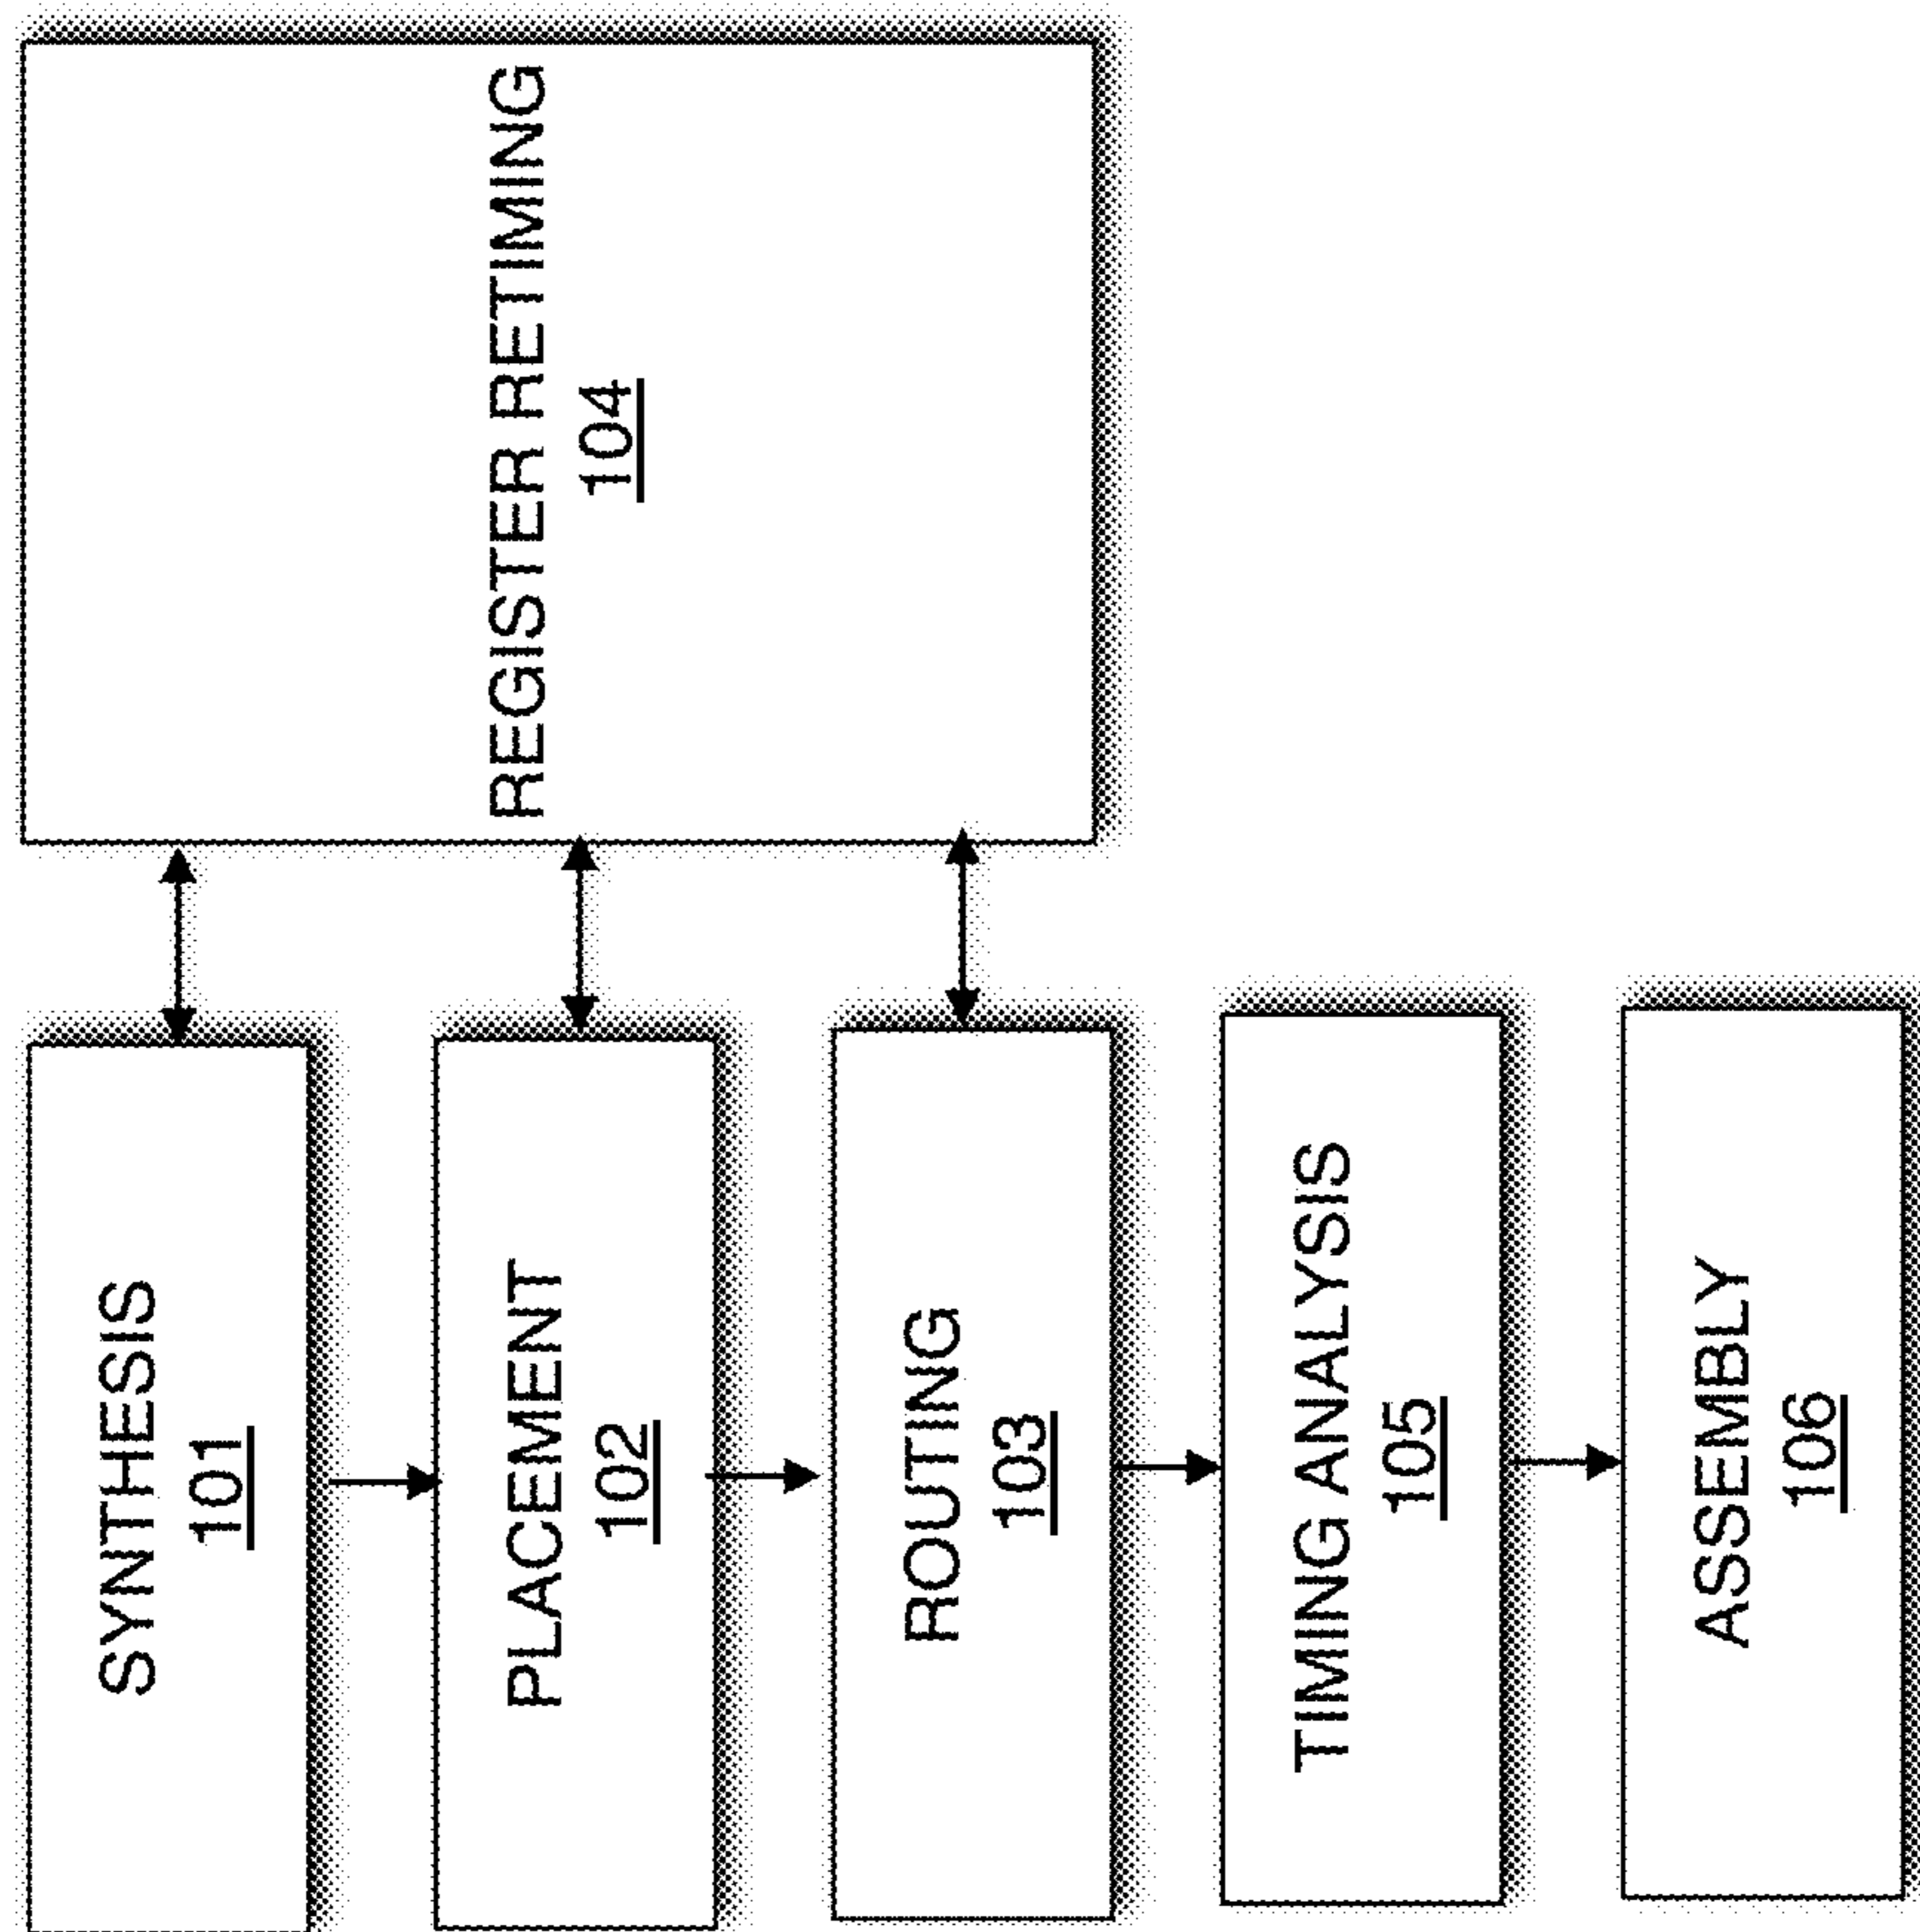 SYNTHESIS
101
PLACEMENT
102
ROUTING
103
REGISTER RETIMING
104
TIMING ANALYSIS
105
ASSEMBLY
106